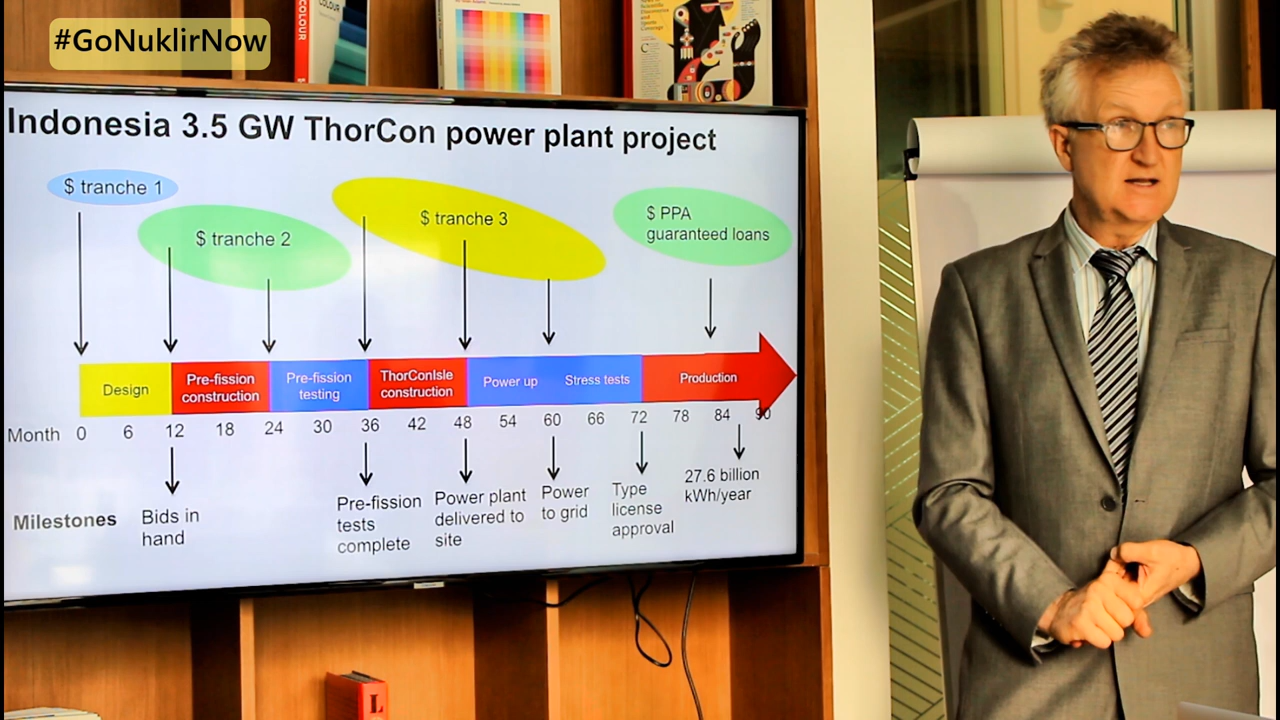 #GoNuklirNow
COLOUR
COLOUR
Indonesia 3.5 GW ThorCon power plant project
$ tranche 1
$ tranche 2
$ tranche 3
$ PPA
guaranteed loans
Design
Pre-fission
construction
Pre-fission
testing
ThorConIsle
construction
Power up
Stress tests
Production
Month 0 6 12 18 24 30 36 42 48 54 60 66 72 78 84 90
Milestones
Bids in
hand
Pre-fission
tests
complete
Power plant
delivered to
site
Power
to grid
Type
license
approval
27.6 billion
kWh/year
L